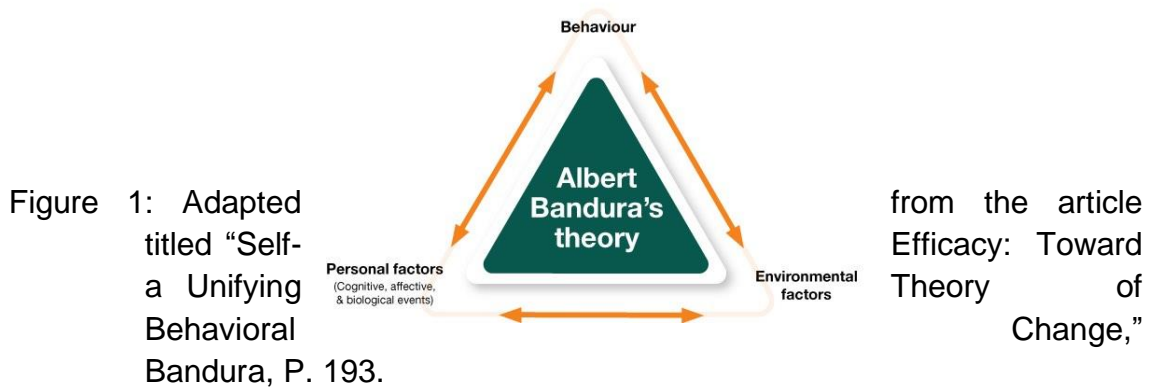 Behaviour
Albert
Bandura's
theory
Personal factors
(Cognitive, affective,
& biological events)
Environmental
factors
Figure 1: Adapted from the article
titled “Self- Efficacy: Toward
a Unifying Theory of
Behavioral Change,”
Bandura, P. 193.